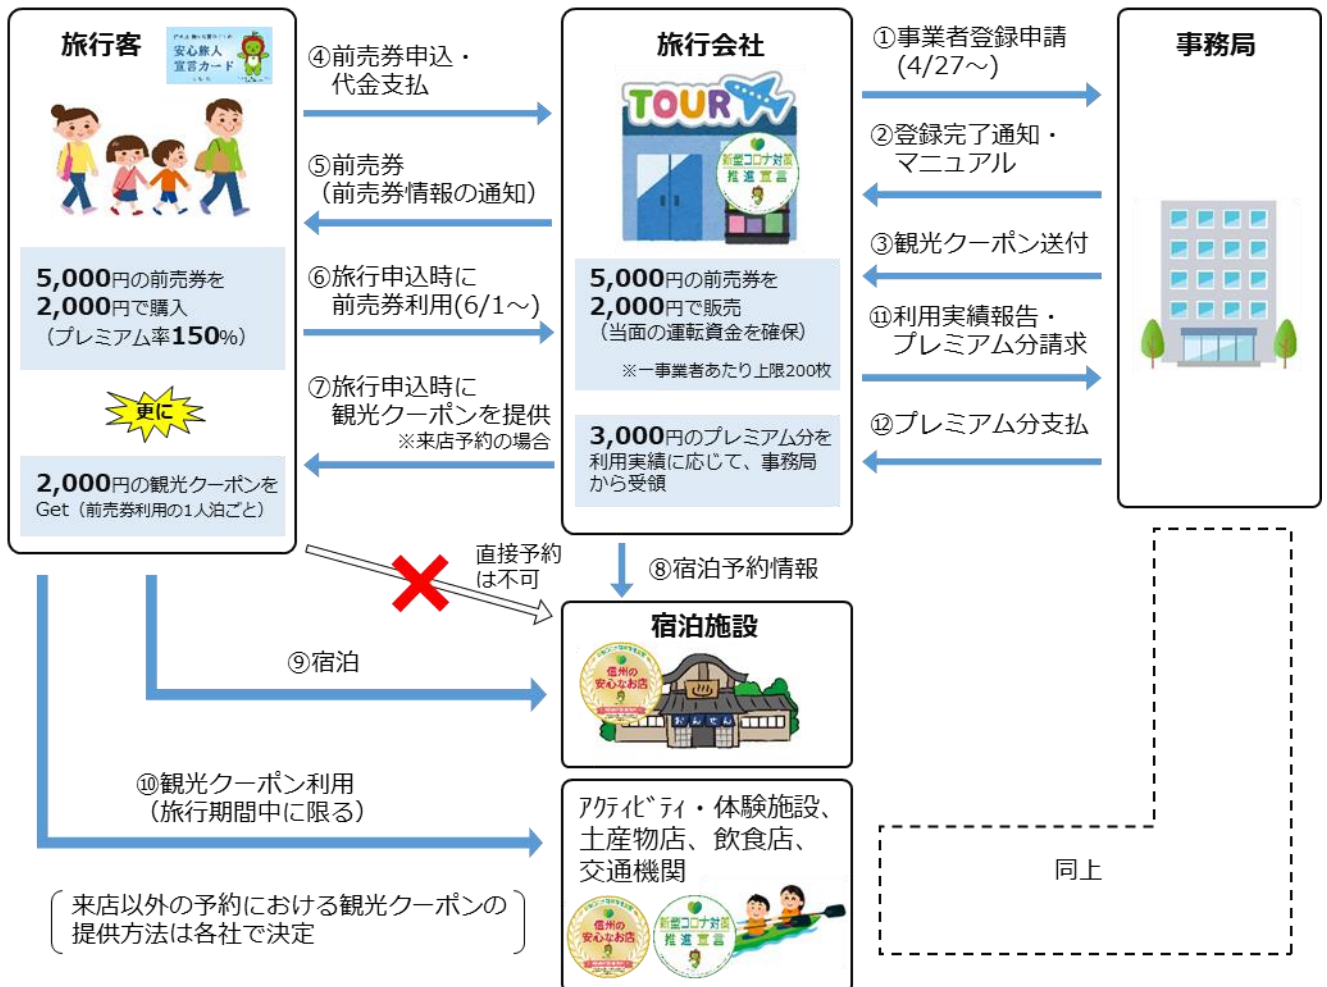 旅行客
安心旅人
宣言カード
5,000円の前売券を
2,000円で購入
（プレミアム率150%）
更に
2,000円の観光クーポンを
Get（前売券利用の1人泊ごと）
④前売券申込・
代金支払
⑤前売券
（前売券情報の通知）
⑥旅行申込時に
前売券利用(6/1～)
⑦旅行申込時に
観光クーポンを提供
※来店予約の場合
旅行会社
TOUR
新型コロナ対策
推進宣言
5,000円の前売券を
2,000円で販売
（当面の運転資金を確保）
※一事業者あたり上限200枚
3,000円のプレミアム分を
利用実績に応じて、事務局
から受領
①事業者登録申請
(4/27～)
②登録完了通知・
マニュアル
③観光クーポン送付
⑪利用実績報告・
プレミアム分請求
⑫プレミアム分支払
事務局
直接予約
は不可
⑧宿泊予約情報
宿泊施設
信州の
安心なお店
おんせん
⑨宿泊
⑩観光クーポン利用
（旅行期間中に限る）
ｱｸﾃｨﾋﾞﾃｨ・体験施設、
土産物店、飲食店、
交通機関
信州の
安心なお店
新型コロナ対策
推進宣言
同上
来店以外の予約における観光クーポンの
提供方法は各社で決定